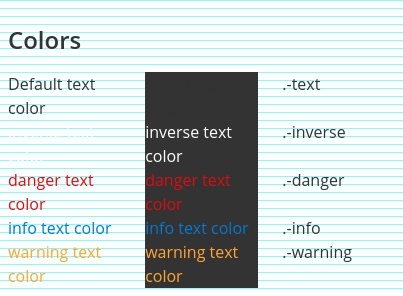 Colors
Default text
color
.-text
inverse text
color
inverse text
color
.-inverse
danger text
color
danger text
color
.-danger
info text color
info text color
.-info
warning text
color
warning text
color
.-warning